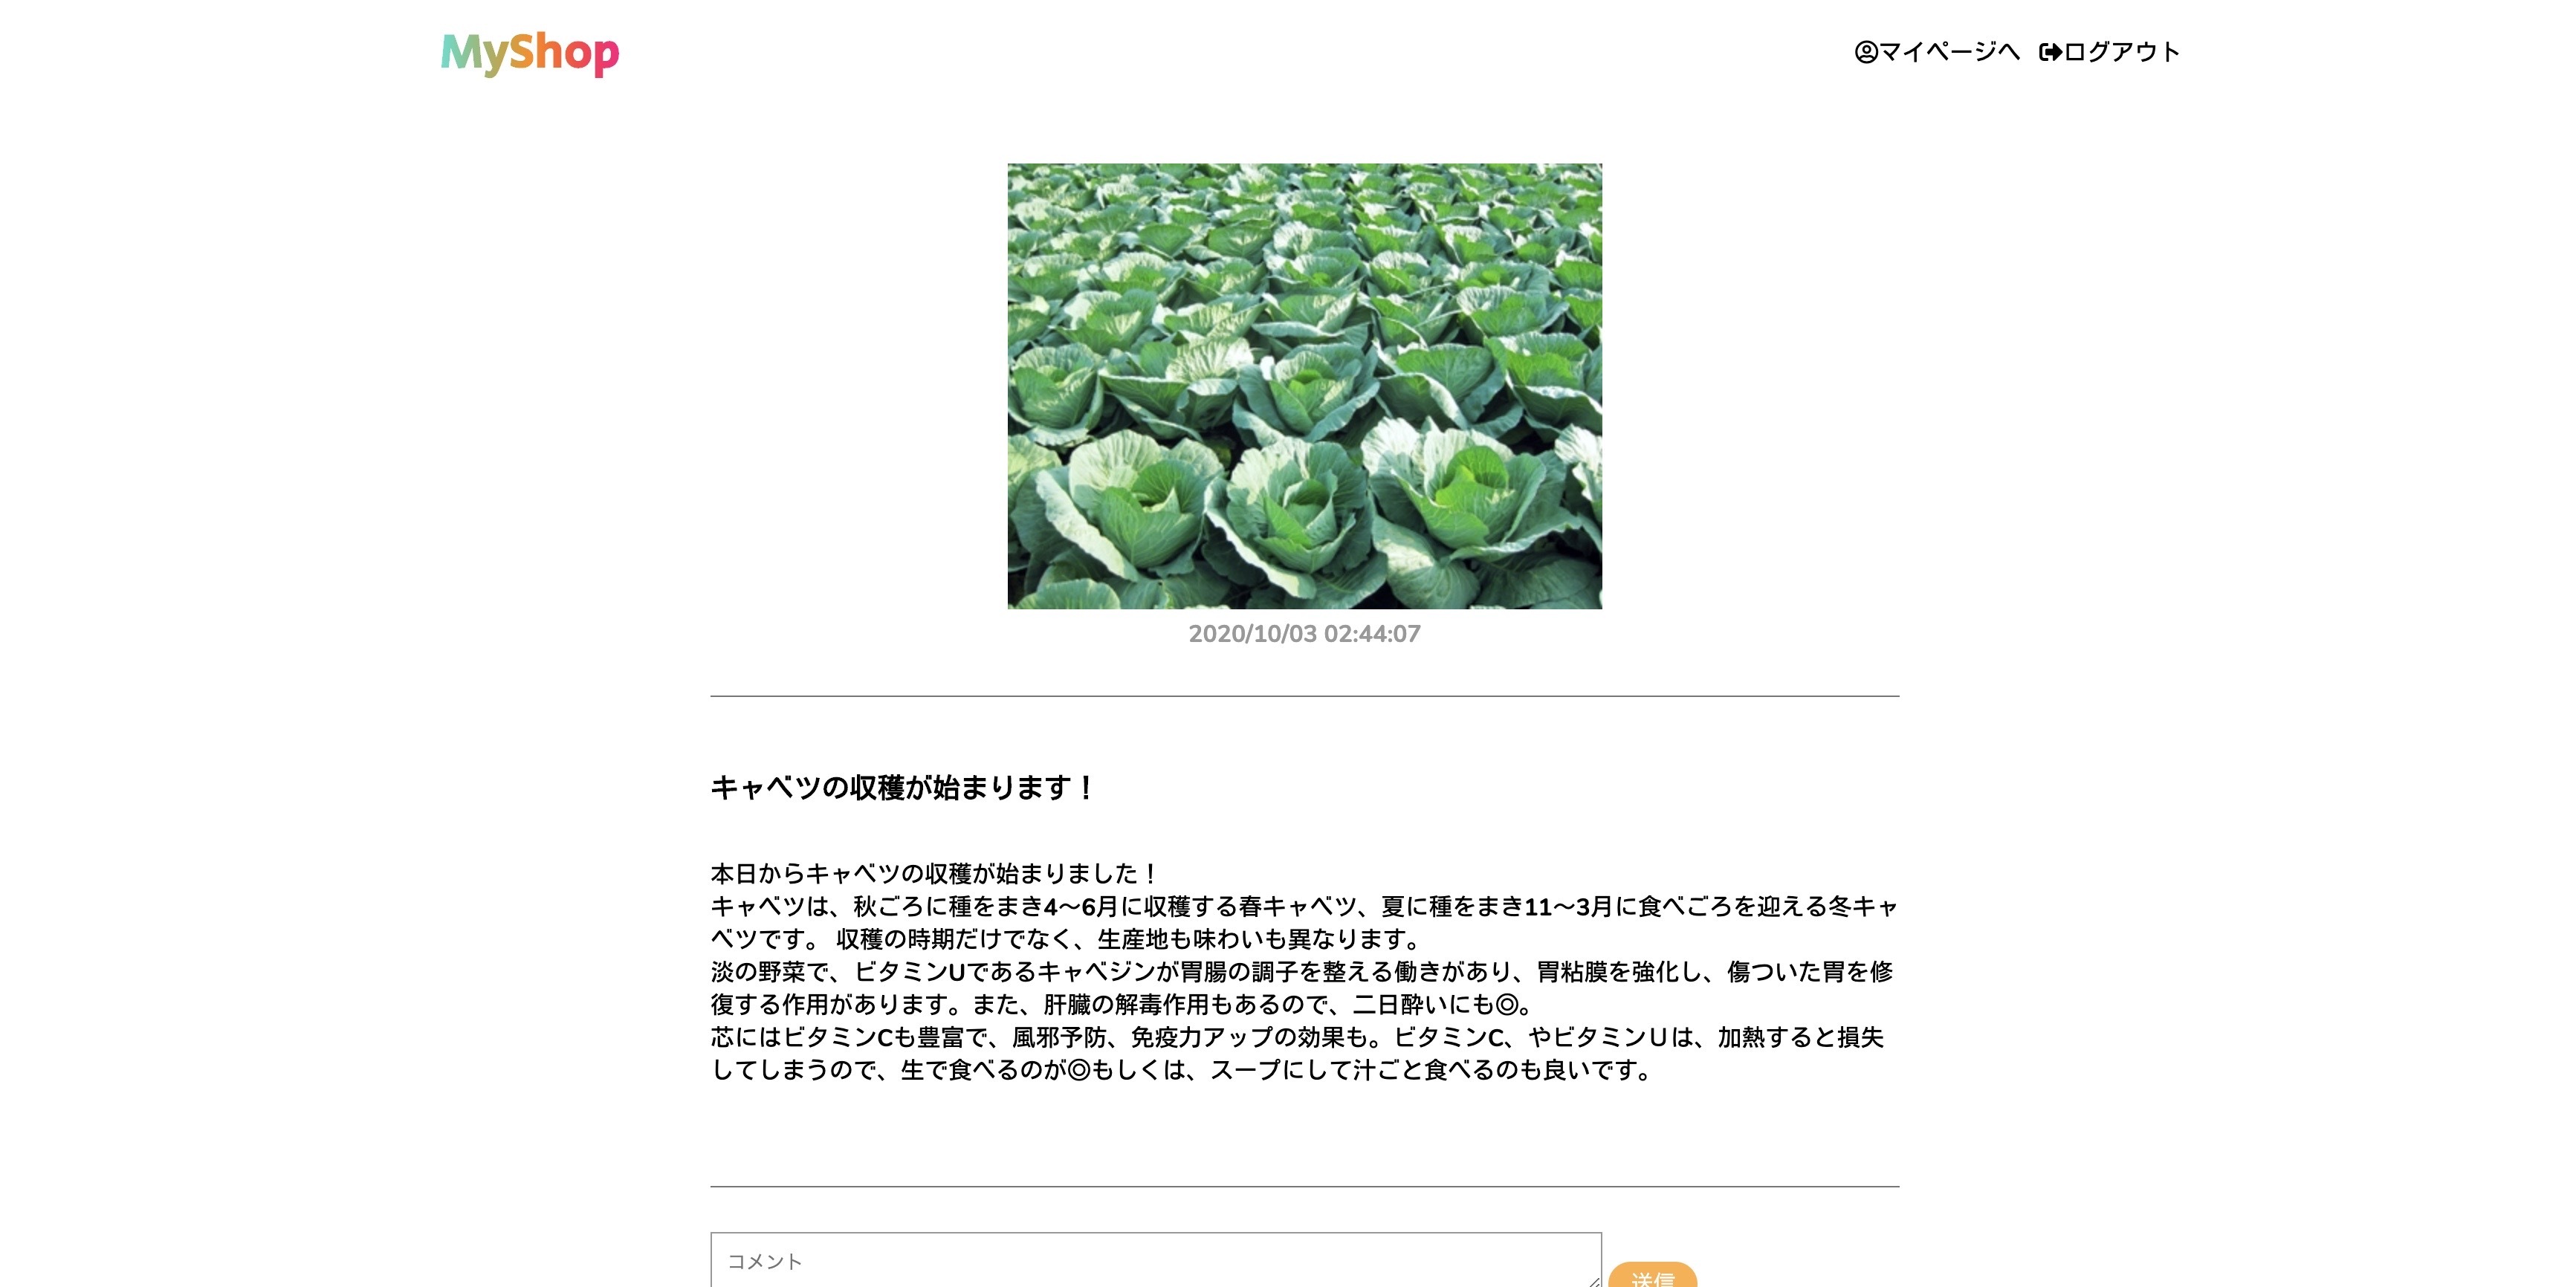 MyShop
マイページへ ログアウト
2020/10/03 02:44:07
キャベツの収穫が始まります！
本日からキャベツの収穫が始まりました！
キャベツは、秋ごろに種をまき4〜6月に収穫する春キャベツ、夏に種をまき11〜3月に食べごろを迎える冬キャ
ベツです。 収穫の時期だけでなく、生産地も味わいも異なります。
淡の野菜で、ビタミンUであるキャベジンが胃腸の調子を整える働きがあり、胃粘膜を強化し、傷ついた胃を修
復する作用があります。また、肝臓の解毒作用もあるので、二日酔いにも◎。
芯にはビタミンCも豊富で、風邪予防、免疫力アップの効果も。ビタミンC、やビタミンＵは、加熱すると損失
してしまうので、生で食べるのが◎もしくは、スープにして汁ごと食べるのも良いです。
コメント
送信